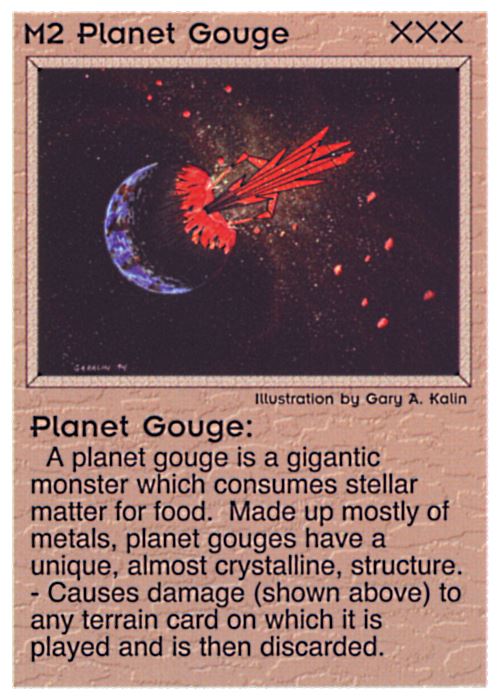 M2 Planet Gouge XXX
Illustration by Gary A. Kalin
Planet Gouge:
A planet gouge is a gigantic
monster which consumes stellar
matter for food. Made up mostly of
metals, planet gouges have a
unique, almost crystalline, structure.
- Causes damage (shown above) to
any terrain card on which it is
played and is then discarded.